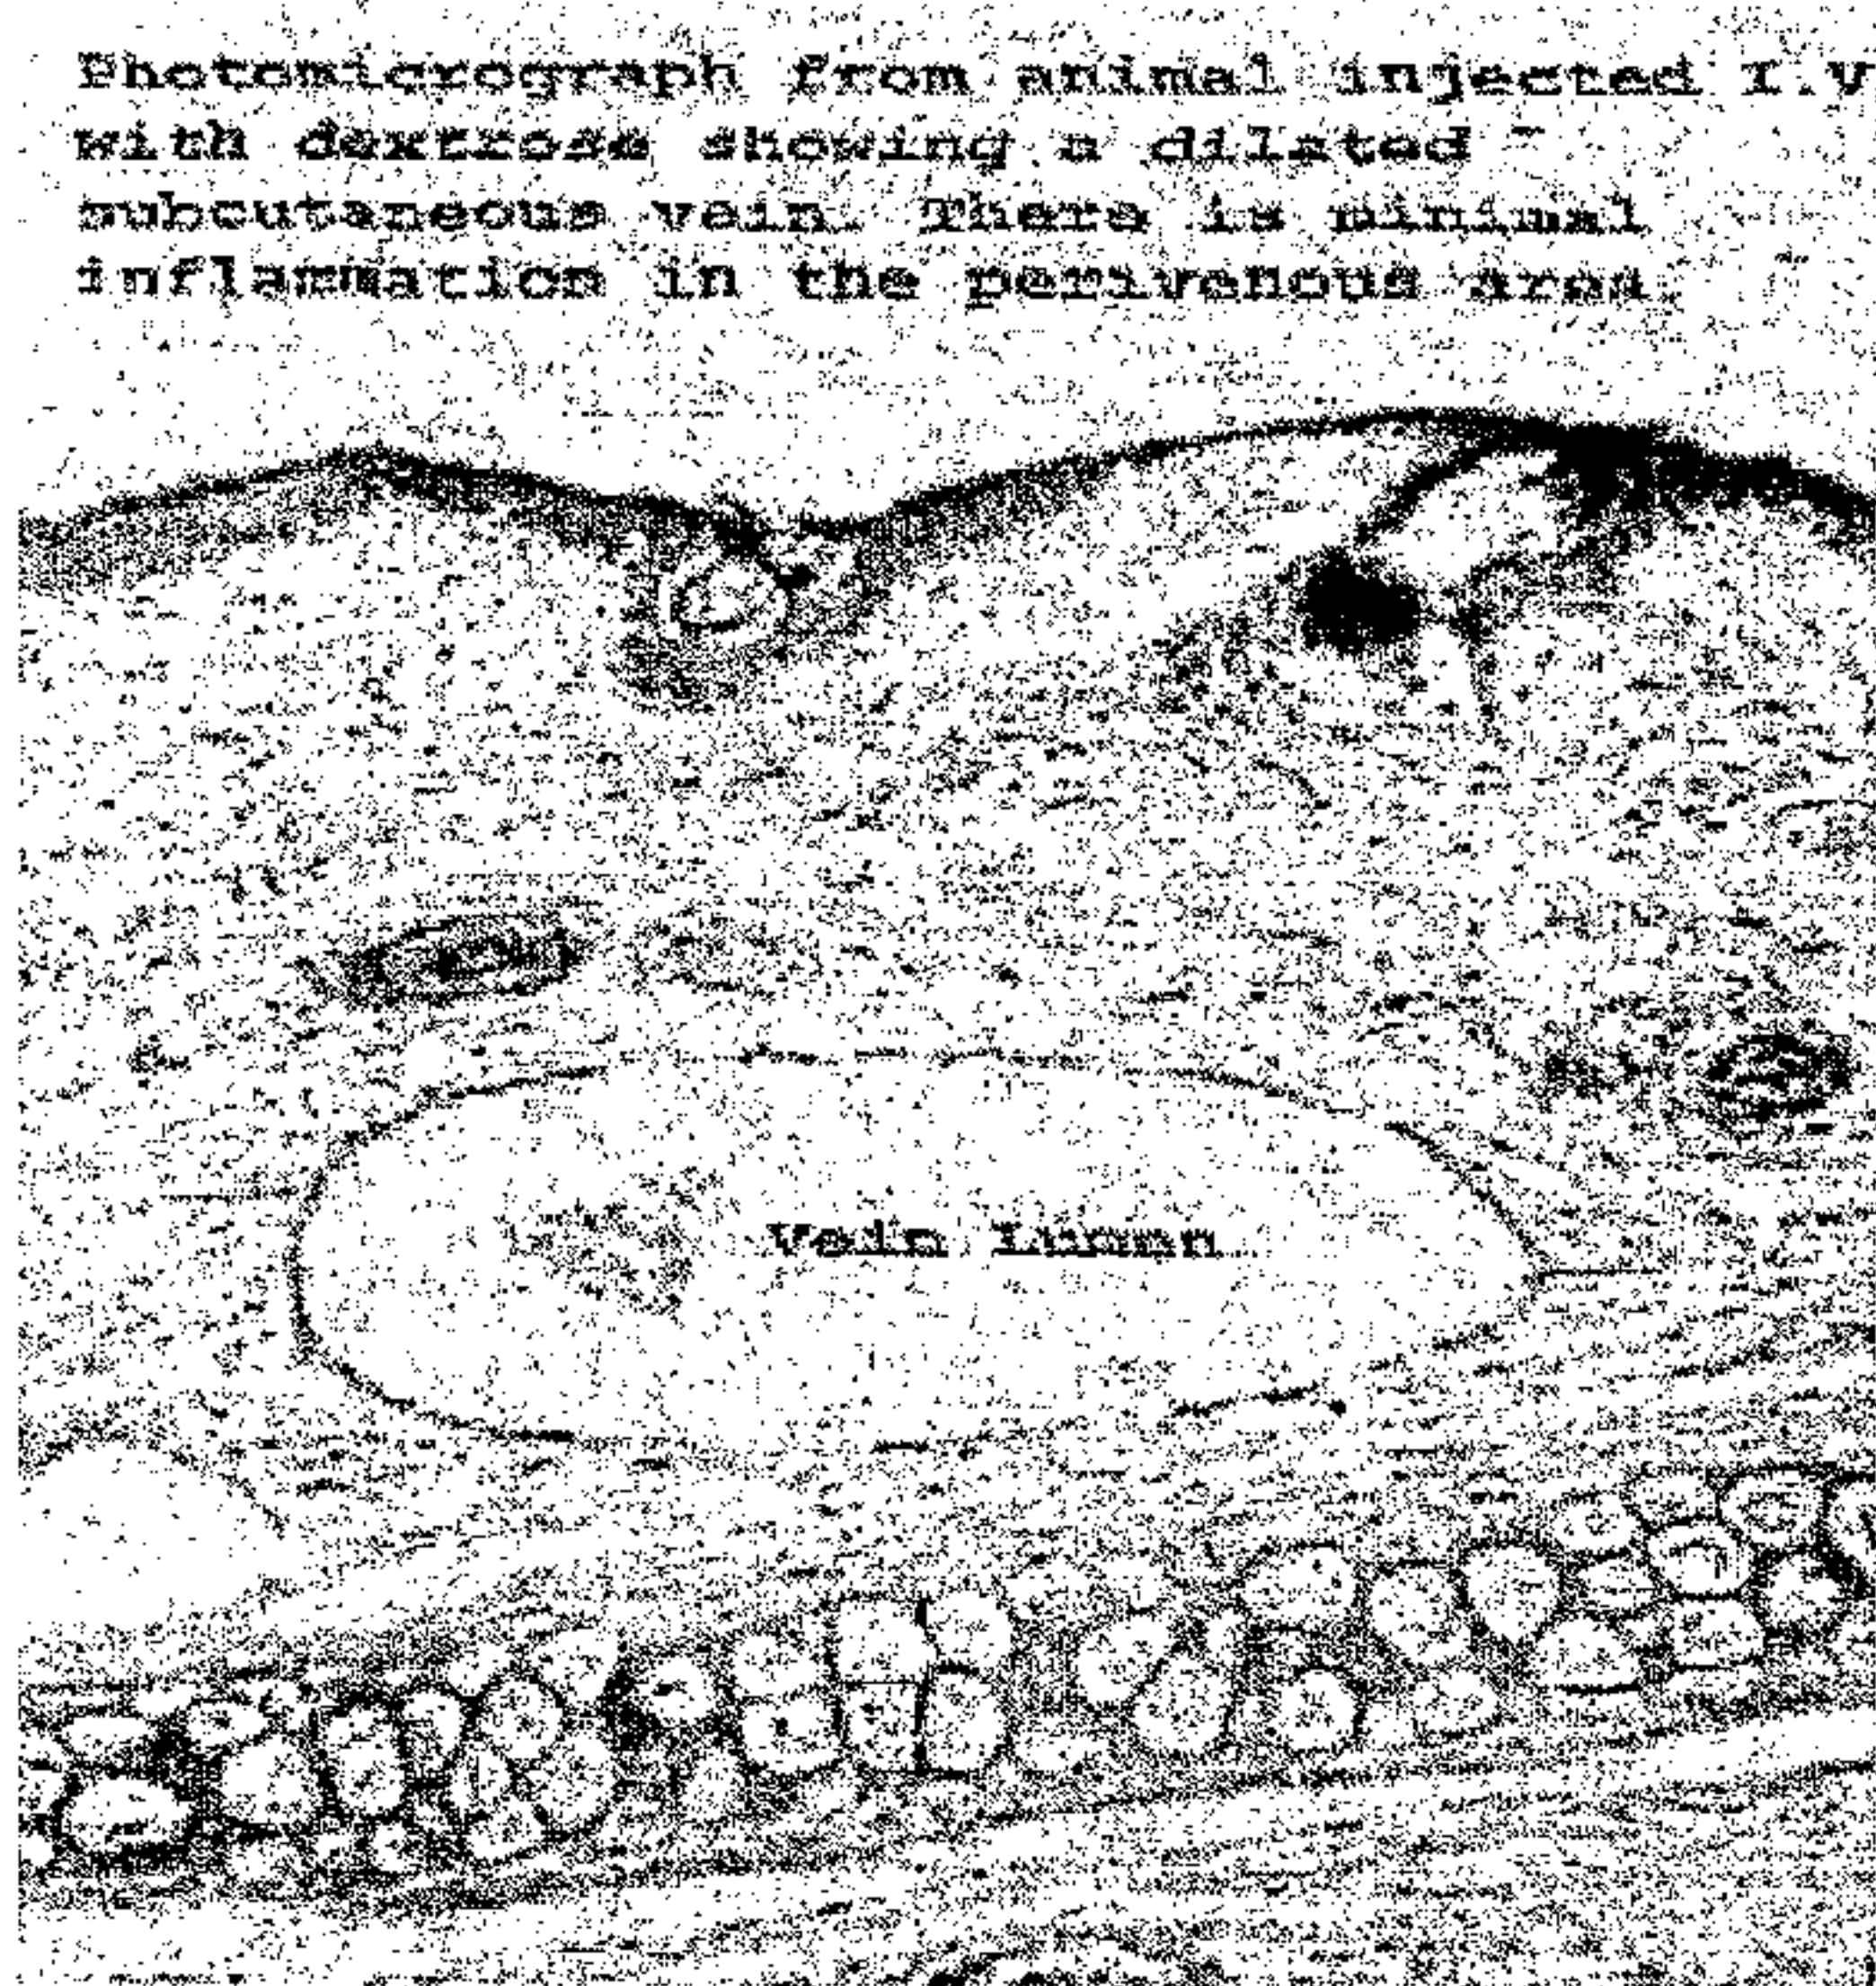 Photomicrograph from animal injected I.V
with dextrose showing a dilated
subcutaneous vein. There is minimal
inflammation in the perivenous area.
Vein Lumen